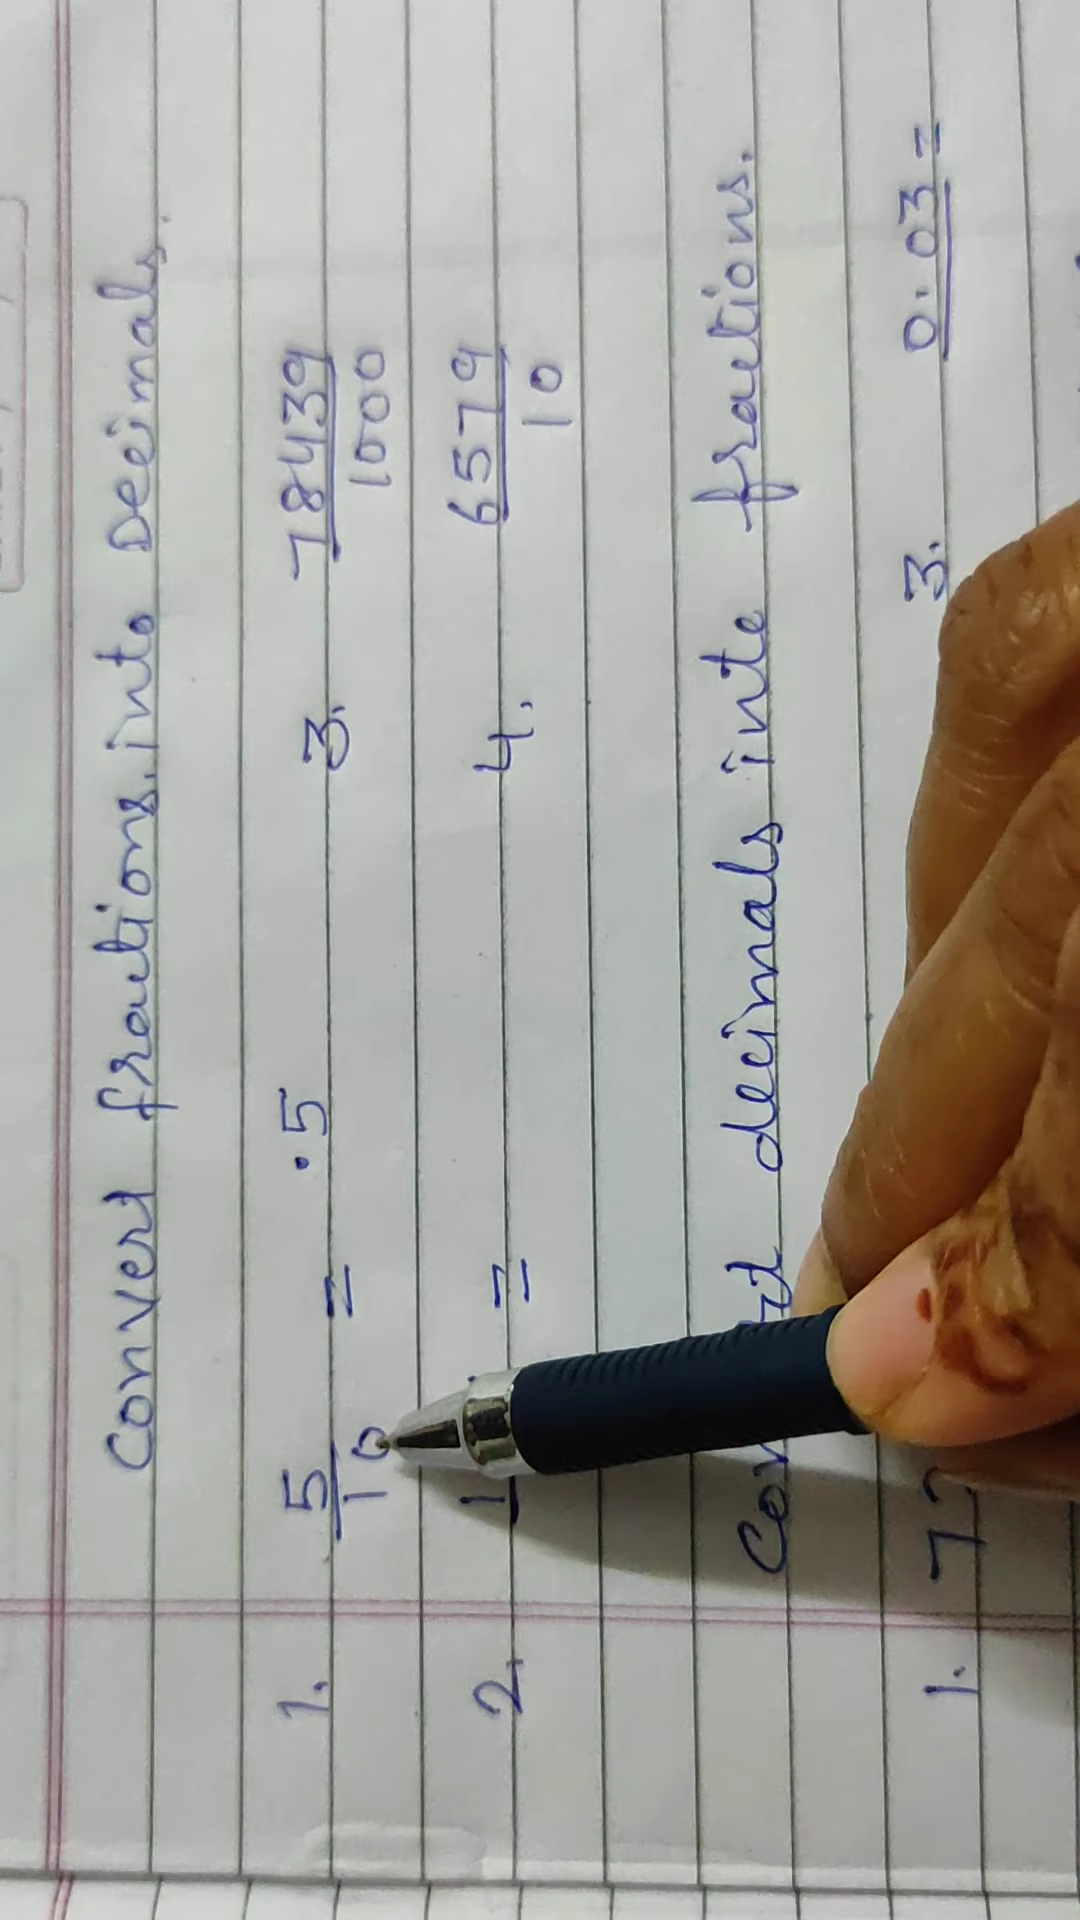 Convert fractions into Decimals.
1. 5/10 = .5 3. 78439/1000
2. = 4. 6579/10
decimals inte fractions.
1. 3. 0.03 =